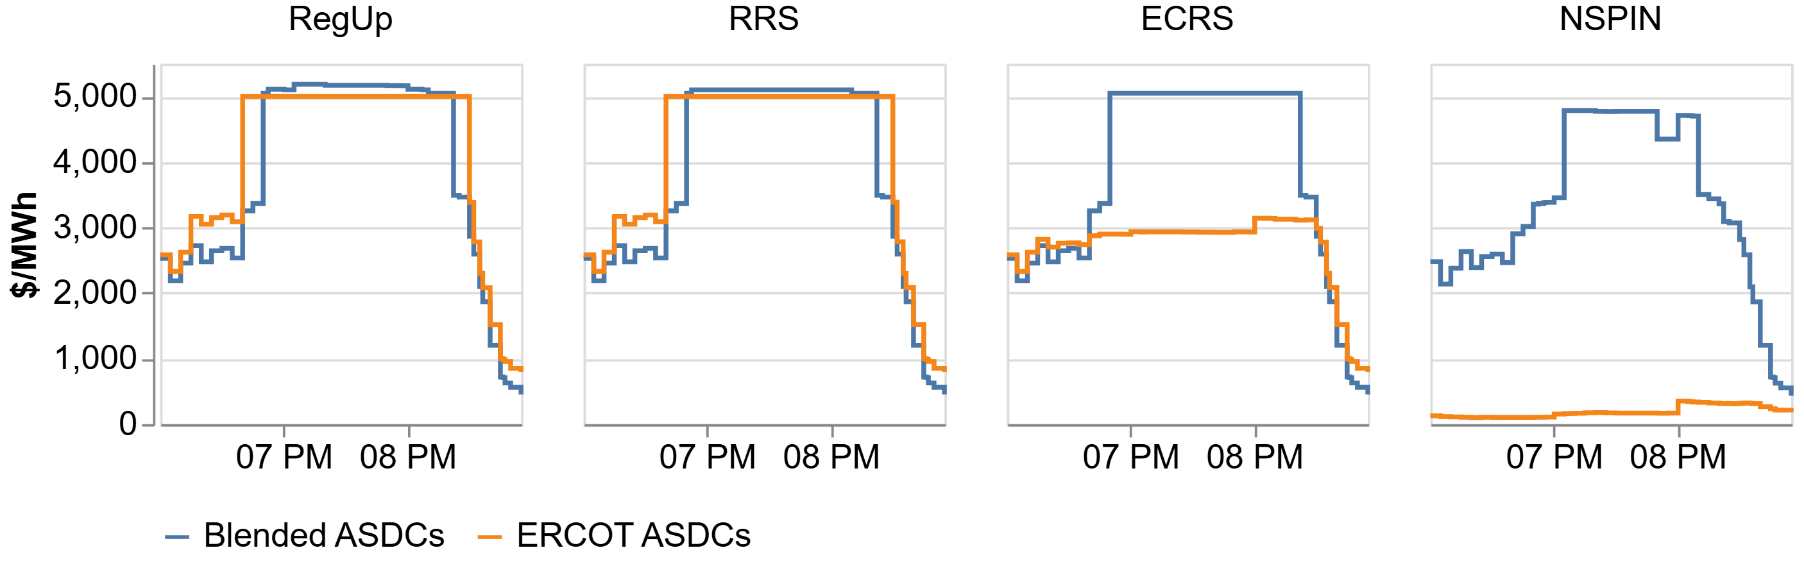 RegUp RRS ECRS NSPIN
$/MWh
5,000
4,000
3,000
2,000
1,000
0
07 PM 08 PM 07 PM 08 PM 07 PM 08 PM 07 PM 08 PM
Blended ASDCs ERCOT ASDCs